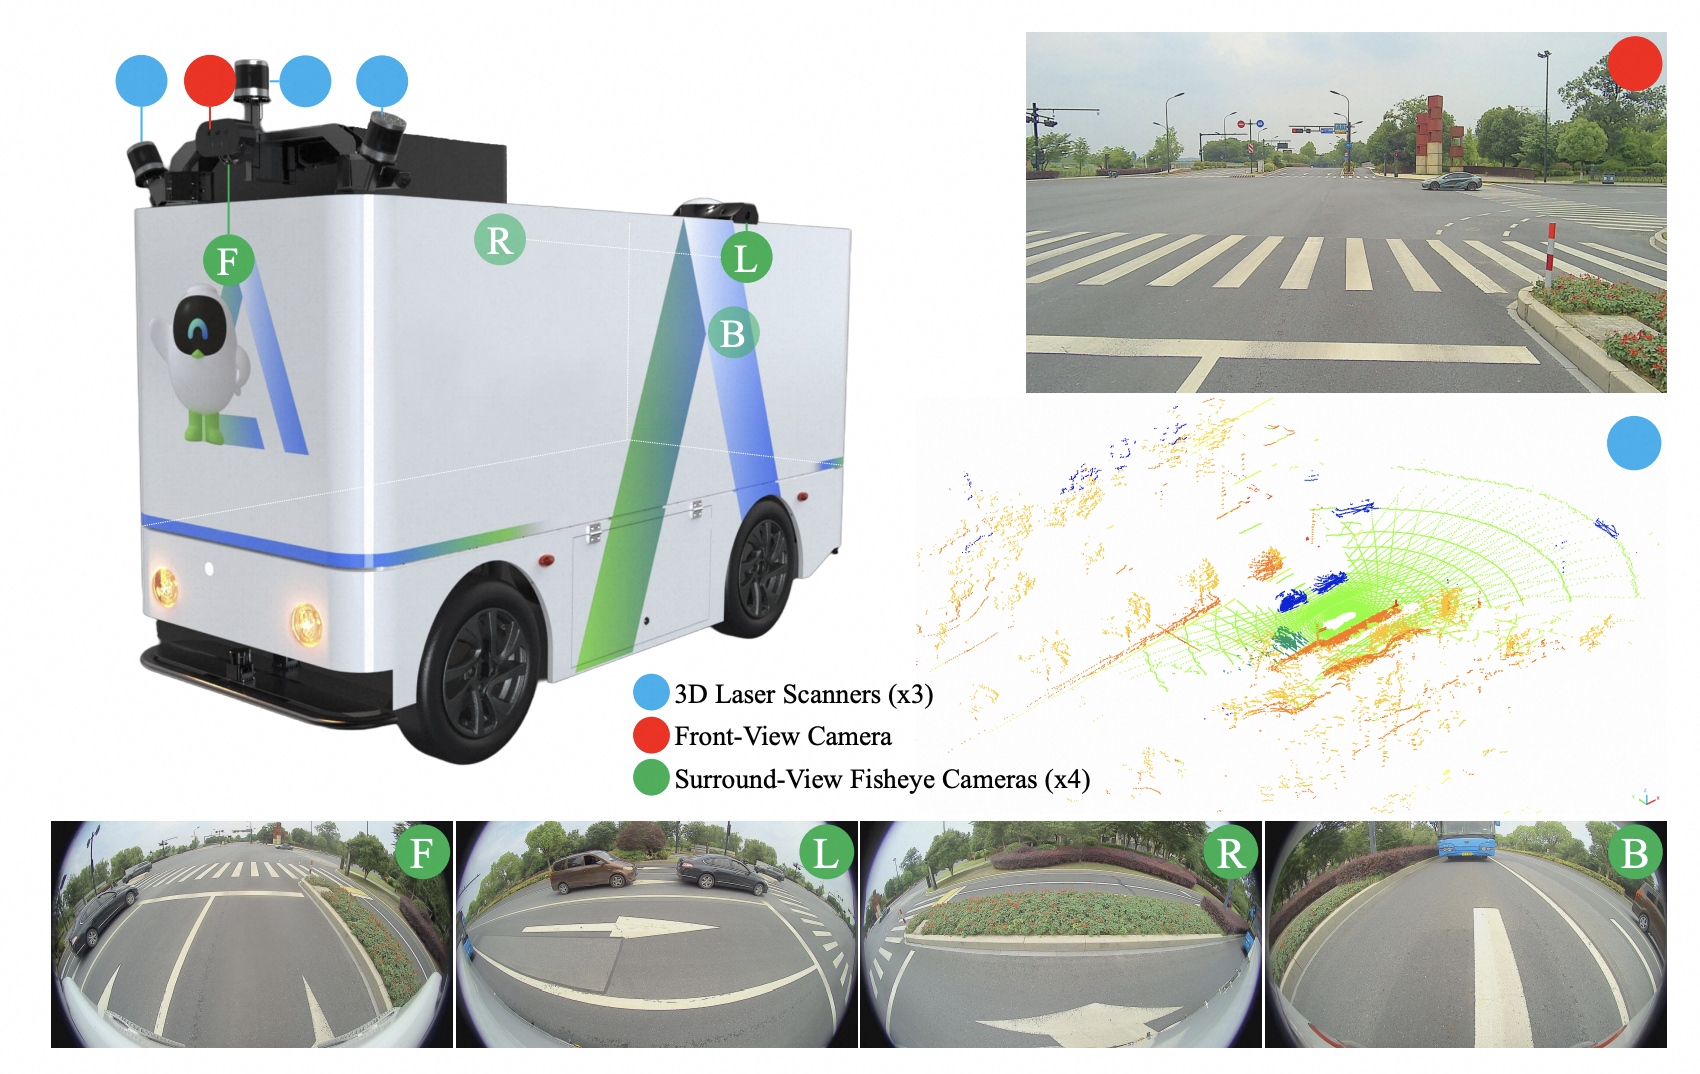 F
R
L
B
3D Laser Scanners (x3)
Front-View Camera
Surround-View Fisheye Cameras (x4)
F
L
R
B